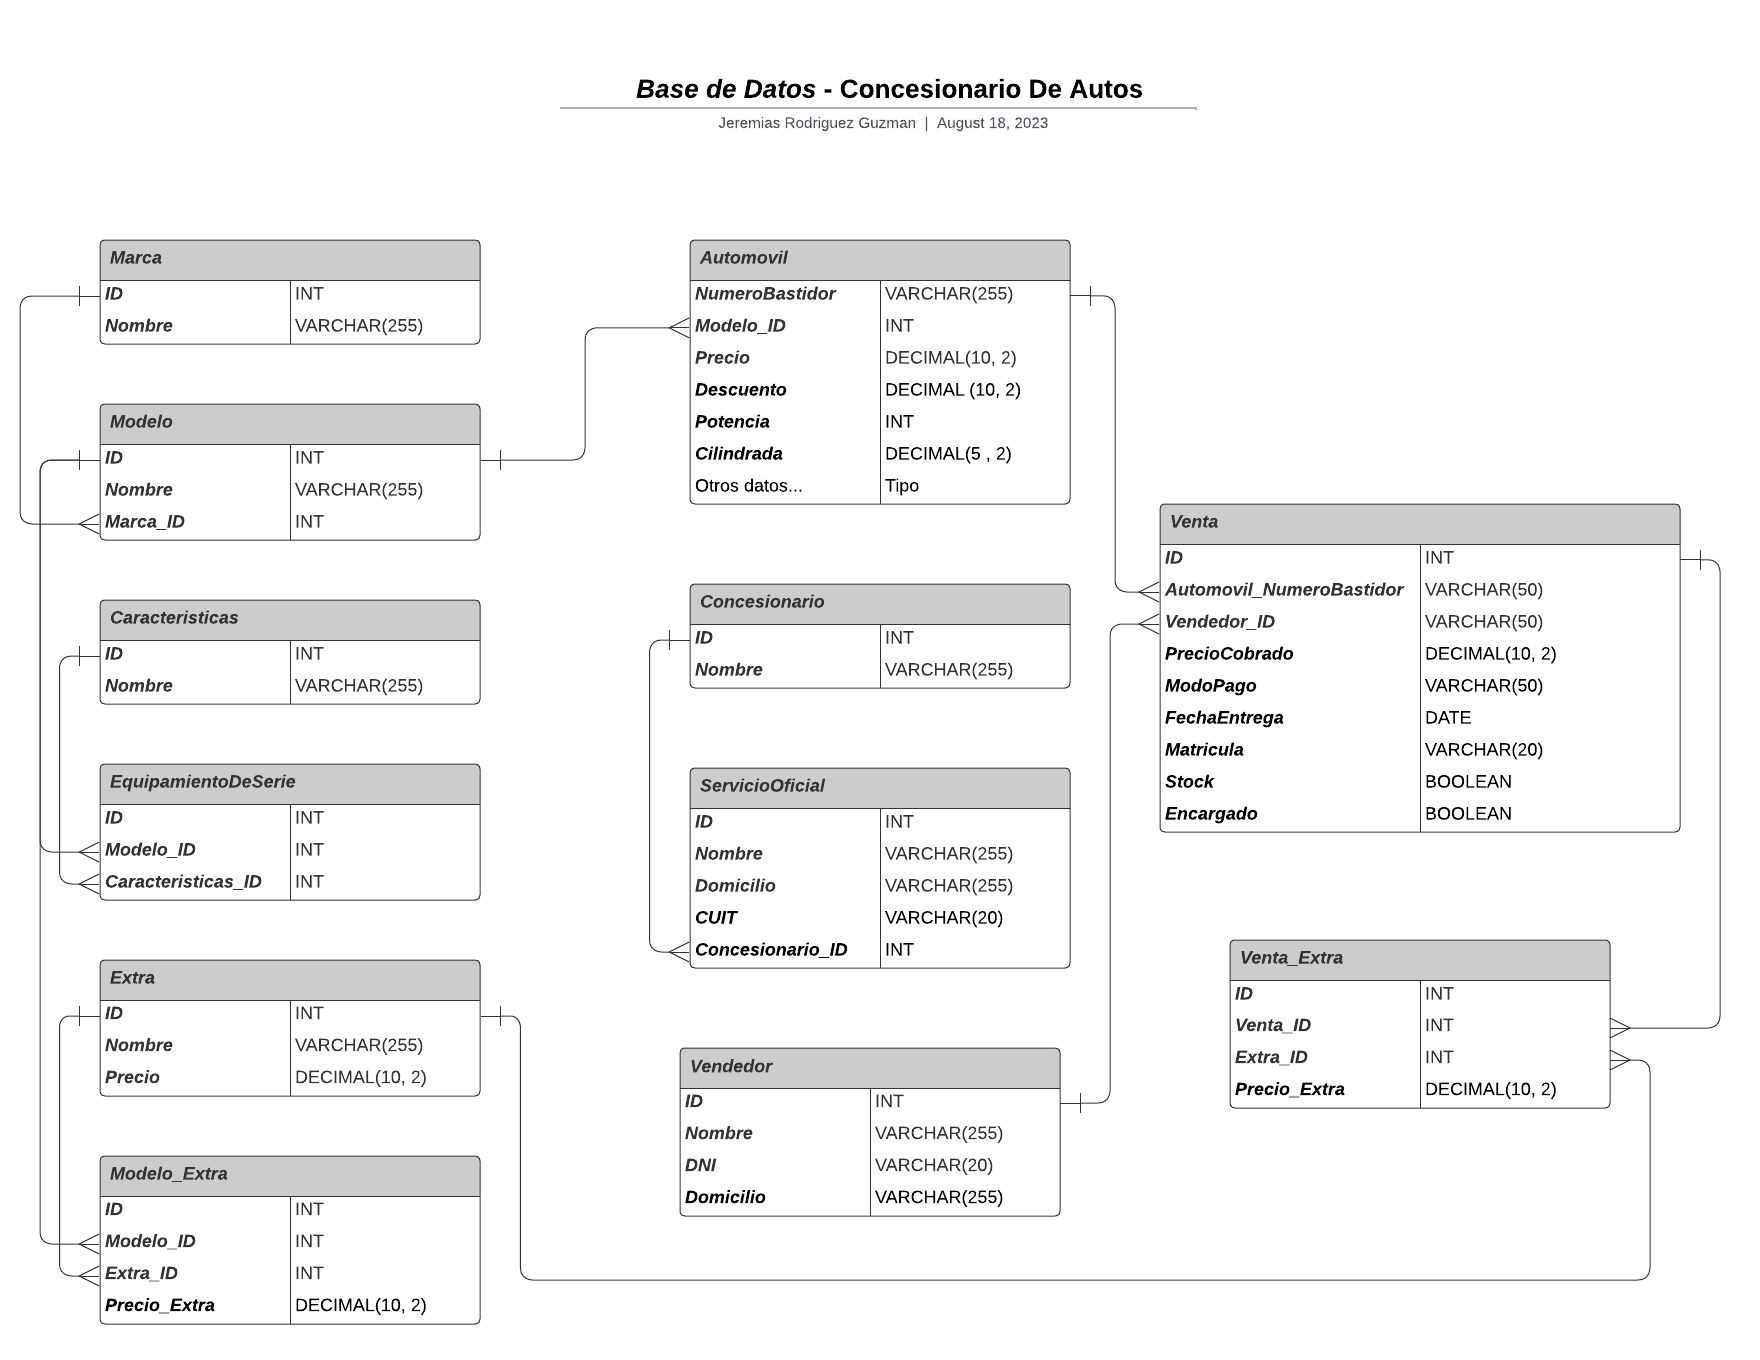 Base de Datos - Concesionario De Autos
Jeremias Rodriguez Guzman | August 18, 2023
Marca
ID INT
Nombre VARCHAR(255)
Modelo
ID INT
Nombre VARCHAR(255)
Marca_ID INT
Caracteristicas
ID INT
Nombre VARCHAR(255)
EquipamientoDeSerie
ID INT
Modelo_ID INT
Caracteristicas_ID INT
Extra
ID INT
Nombre VARCHAR(255)
Precio DECIMAL(10, 2)
Modelo_Extra
ID INT
Modelo_ID INT
Extra_ID INT
Precio_Extra DECIMAL(10, 2)
Automovil
NumeroBastidor VARCHAR(255)
Modelo_ID INT
Precio DECIMAL(10, 2)
Descuento DECIMAL (10, 2)
Potencia INT
Cilindrada DECIMAL(5 , 2)
Otros datos... Tipo
Concesionario
ID INT
Nombre VARCHAR(255)
ServicioOficial
ID INT
Nombre VARCHAR(255)
Domicilio VARCHAR(255)
CUIT VARCHAR(20)
Concesionario_ID INT
Vendedor
ID INT
Nombre VARCHAR(255)
DNI VARCHAR(20)
Domicilio VARCHAR(255)
Venta
ID INT
Automovil_NumeroBastidor VARCHAR(50)
Vendedor_ID VARCHAR(50)
PrecioCobrado DECIMAL(10, 2)
ModoPago VARCHAR(50)
FechaEntrega DATE
Matricula VARCHAR(20)
Stock BOOLEAN
Encargado BOOLEAN
Venta_Extra
ID INT
Venta_ID INT
Extra_ID INT
Precio_Extra DECIMAL(10, 2)